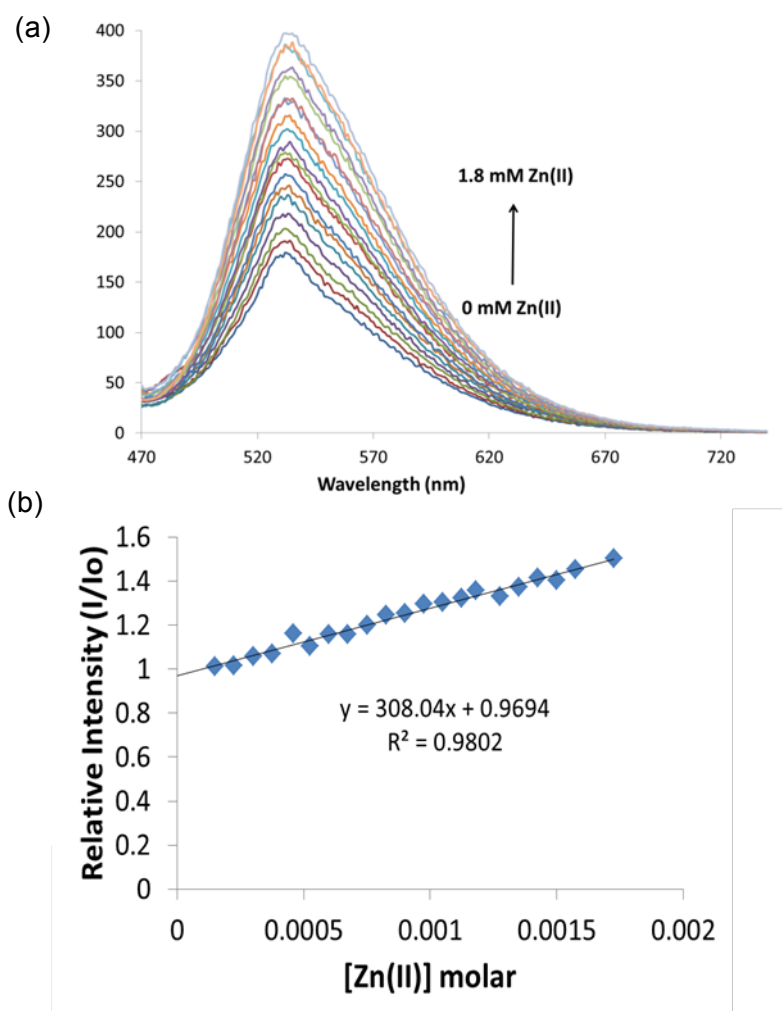 (a)
400
350
300
250
200
150
100
50
0
1.8 mM Zn(II)
0 mM Zn(II)
470 520 570 620 670 720
Wavelength (nm)
(b)
Relative Intensity (I/Io)
1.6
1.4
1.2
1
0.8
0.6
0.4
0.2
0
y = 308.04x + 0.9694
R² = 0.9802
0 0.0005 0.001 0.0015 0.002
[Zn(II)] molar